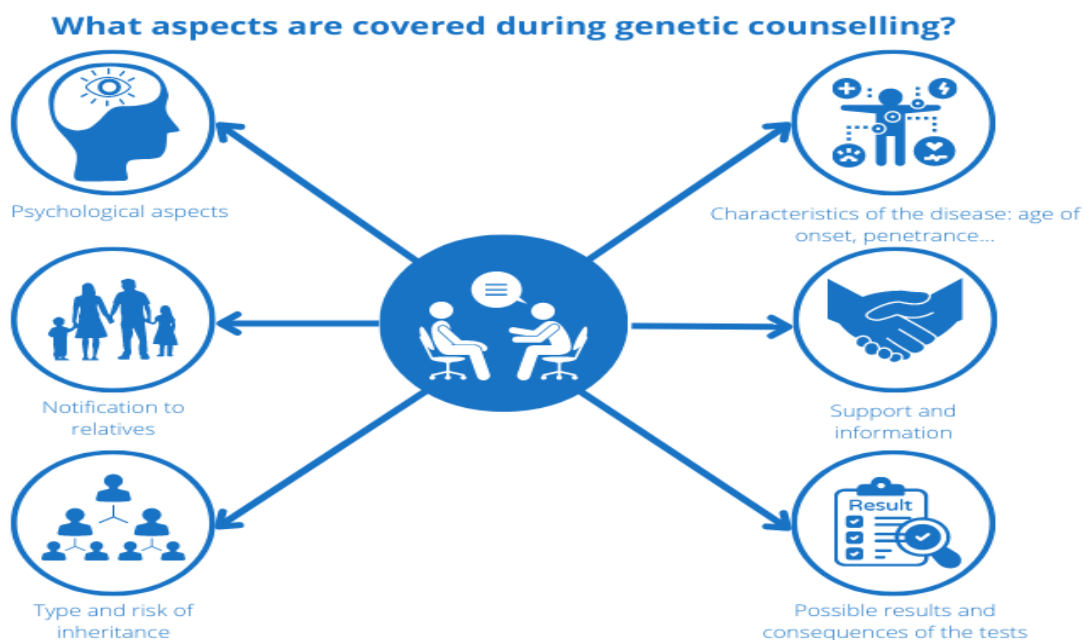 What aspects are covered during genetic counselling?
Psychological aspects
Characteristics of the disease: age of
onset, penetrance...
Notification to
relatives
Support and
information
Type and risk of
inheritance
Result
Possible results and
consequences of the tests